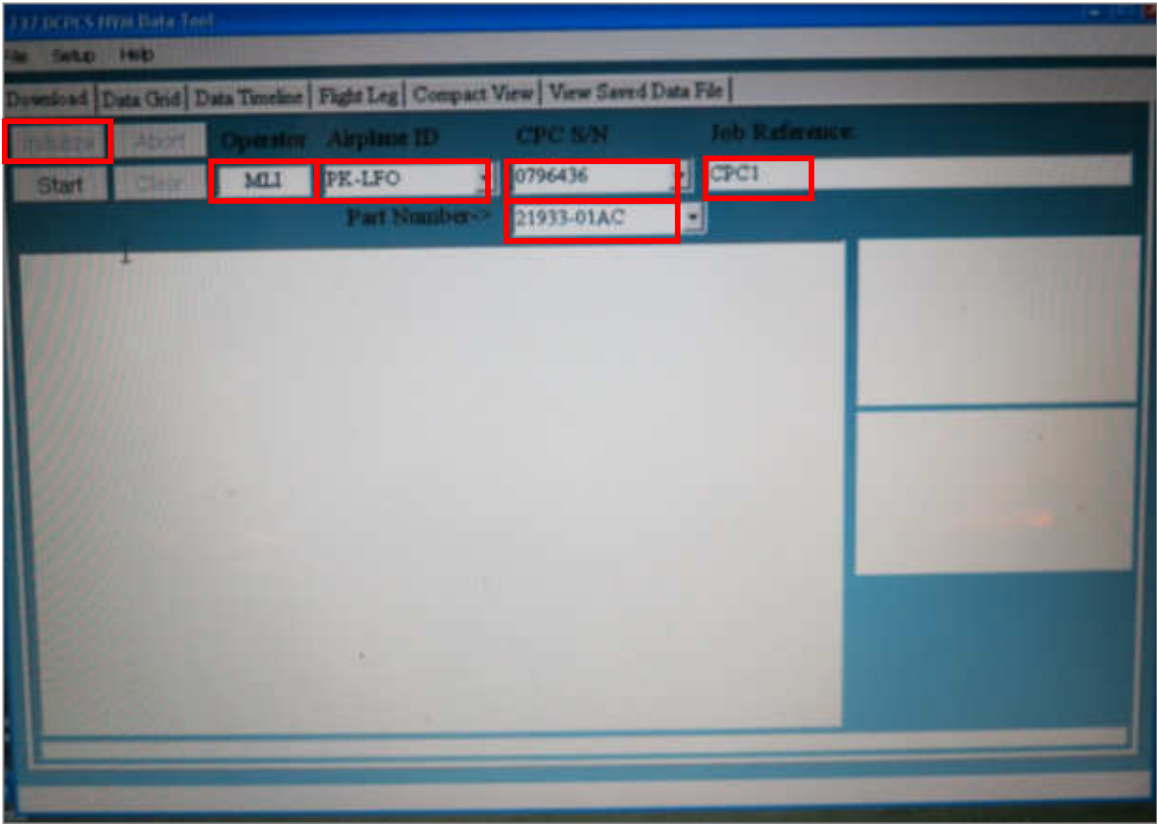 737 DCPCS NVM Data Tool
File Setup Help
Download Data Grid Data Timeline Flight Leg Compact View View Saved Data File
Initialize Abort Operator Airplane ID CPC S/N Job Reference:
Start Clear MLI PK-LFO 0796436 CPC1
Part Number-> 21933-01AC